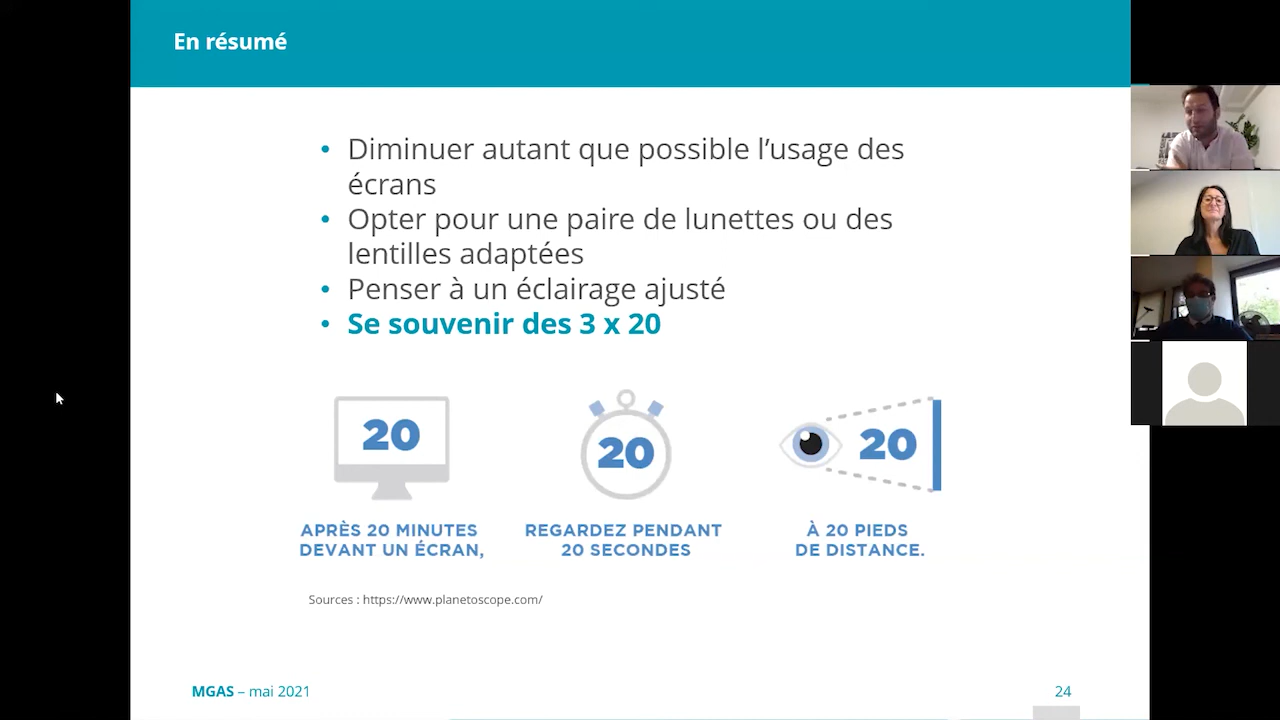 En résumé
• Diminuer autant que possible l’usage des
écrans
• Opter pour une paire de lunettes ou des
lentilles adaptées
• Penser à un éclairage ajusté
• Se souvenir des 3 x 20
20
20
20
APRÈS 20 MINUTES
DEVANT UN ÉCRAN,
REGARDEZ PENDANT
20 SECONDES
À 20 PIEDS
DE DISTANCE.
Sources : https://www.planetoscope.com/
MGAS – mai 2021
24